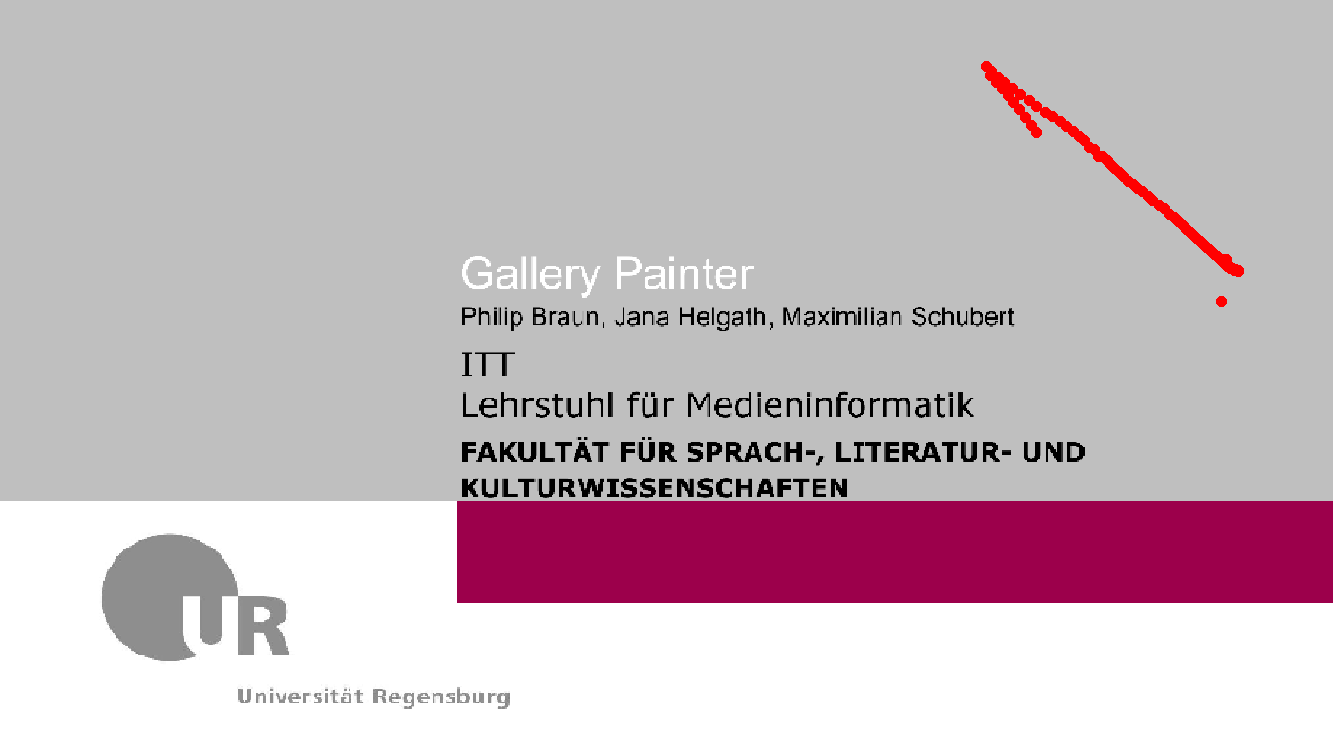 Gallery Painter
Philip Braun, Jana Helgath, Maximilian Schubert
ITT
Lehrstuhl für Medieninformatik
FAKULTÄT FÜR SPRACH-, LITERATUR- UND
KULTURWISSENSCHAFTEN
UR
Universität Regensburg